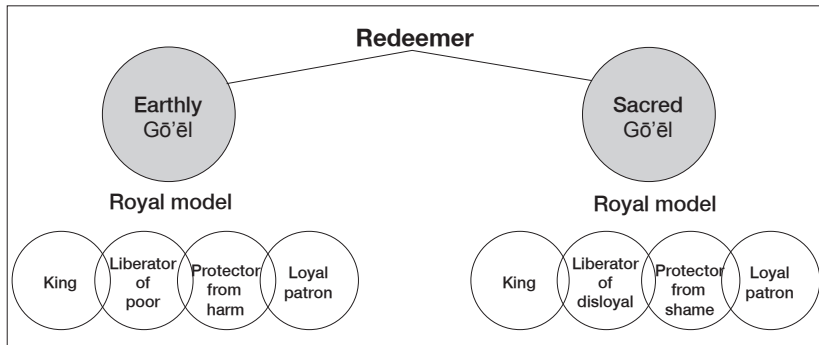 Redeemer
Earthly
Gō’ēl
Sacred
Gō’ēl
Royal model
Royal model
King
Liberator
of
poor
Protector
from
harm
Loyal
patron
King
Liberator
of
disloyal
Protector
from
shame
Loyal
patron